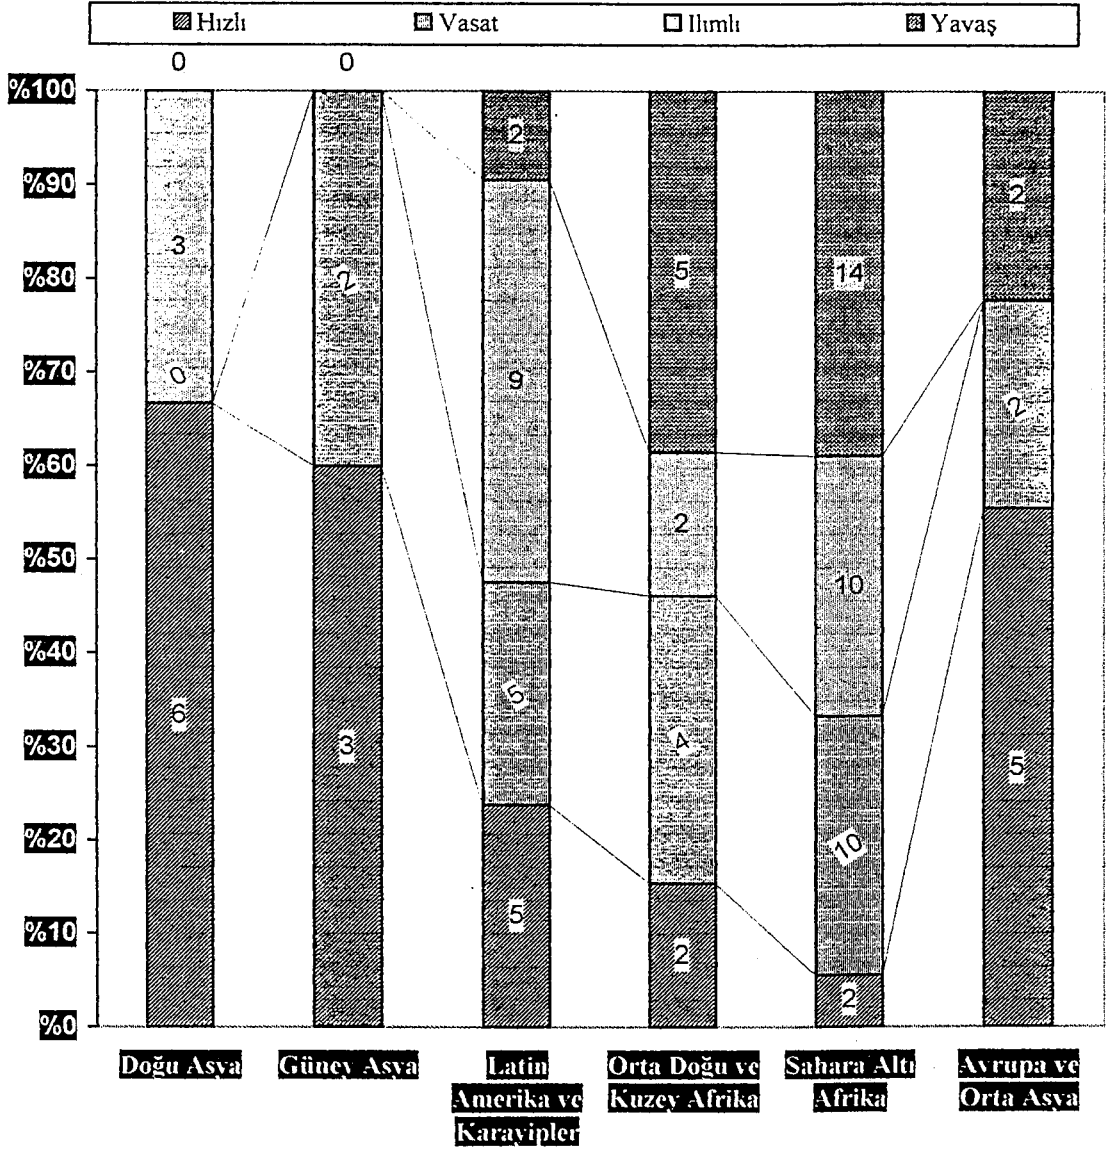 Hızlı Vasat Ilımlı Yavaş
0 0
%100
%90
%80
%70
%60
%50
%40
%30
%20
%10
%0
3
0
6
2
3
2
9
5
5
5
2
4
2
14
10
10
2
2
2
5
Doğu Asya
Güney Asya
Latin
Amerika ve
Karayipler
Orta Doğu ve
Kuzey Afrika
Sahara Altı
Afrika
Avrupa ve
Orta Asya